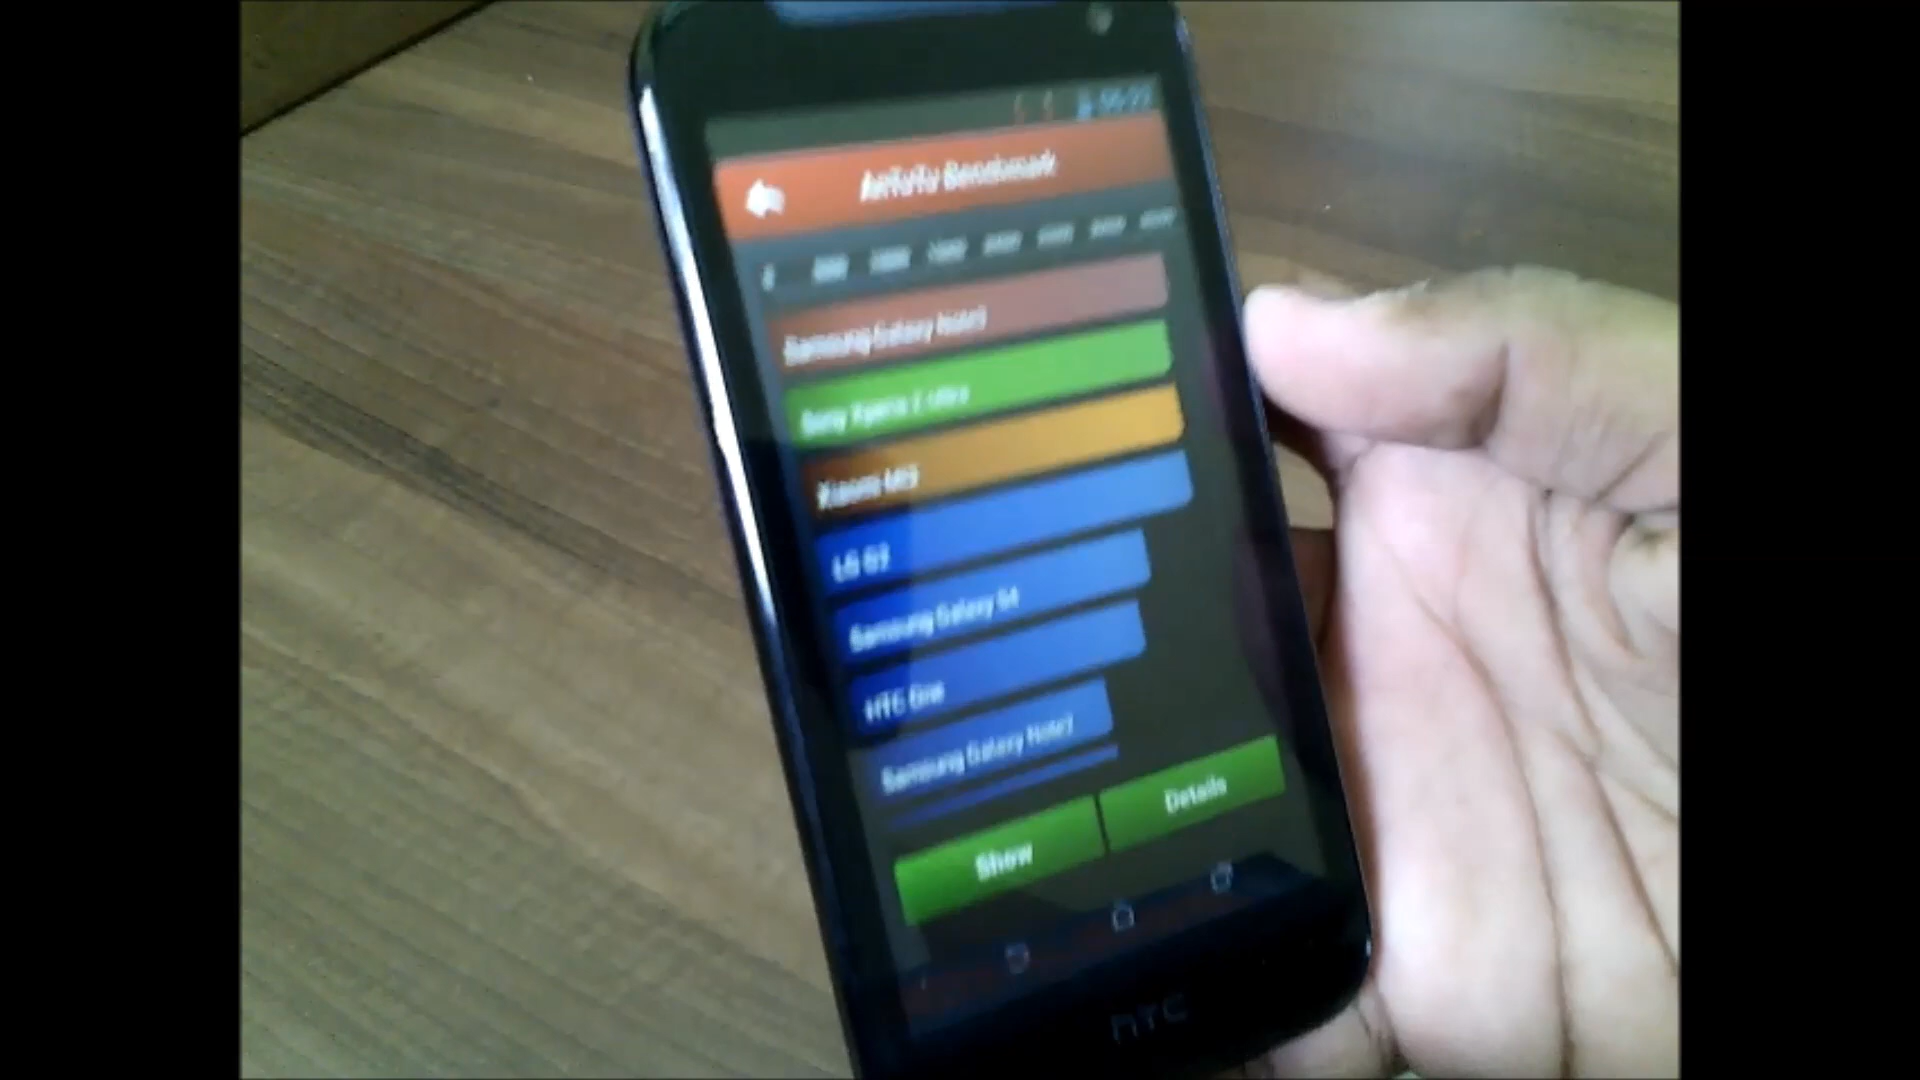 AnTuTu Benchmark
0
Samsung Galaxy Note3
Sony Xperia Z Ultra
Xiaomi MI3
LG G2
Samsung Galaxy S4
HTC One
Samsung Galaxy Note2
Show Details
hTC